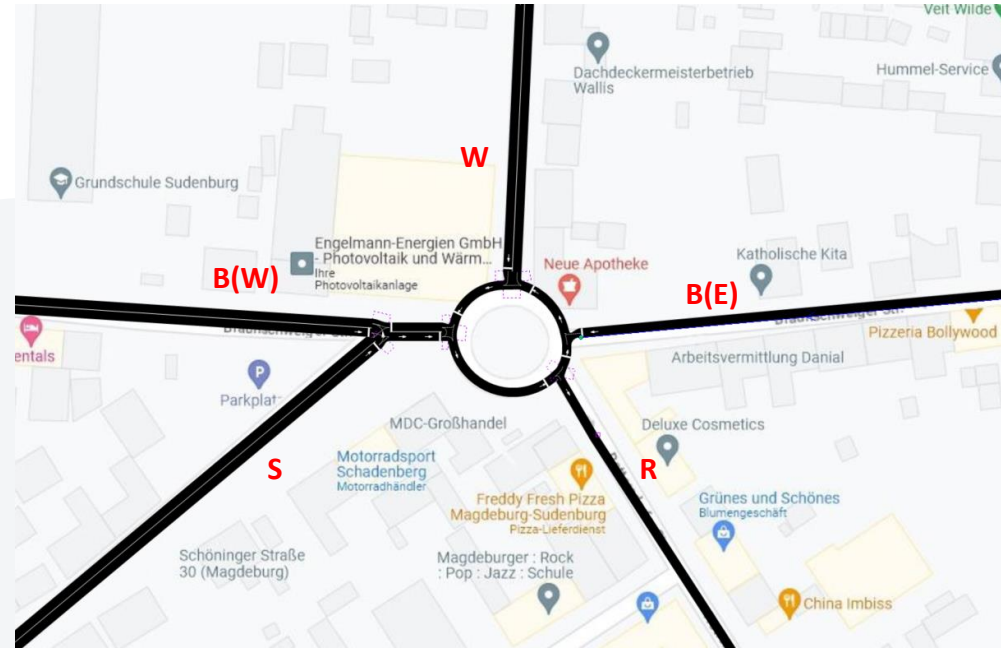 Veit Wilde
Dachdeckermeisterbetrieb
Wallis
Hummel-Service
W
Grundschule Sudenburg
Engelmann-Energien GmbH
- Photovoltaik und Wärm...
Ihre
Photovoltaikanlage
B(W)
Neue Apotheke
Katholische Kita
B(E)
Pizzeria Bollywood
entals
Arbeitsvermittlung Danial
P
Parkplatz
MDC-Großhandel
Deluxe Cosmetics
Motorradsport
Schadenberg
Motorradhändler
S
R
Freddy Fresh Pizza
Magdeburg-Sudenburg
Pizza-Lieferdienst
Grünes und Schönes
Blumengeschäft
Schöninger Straße
30 (Magdeburg)
Magdeburger : Rock
: Pop : Jazz : Schule
China Imbiss